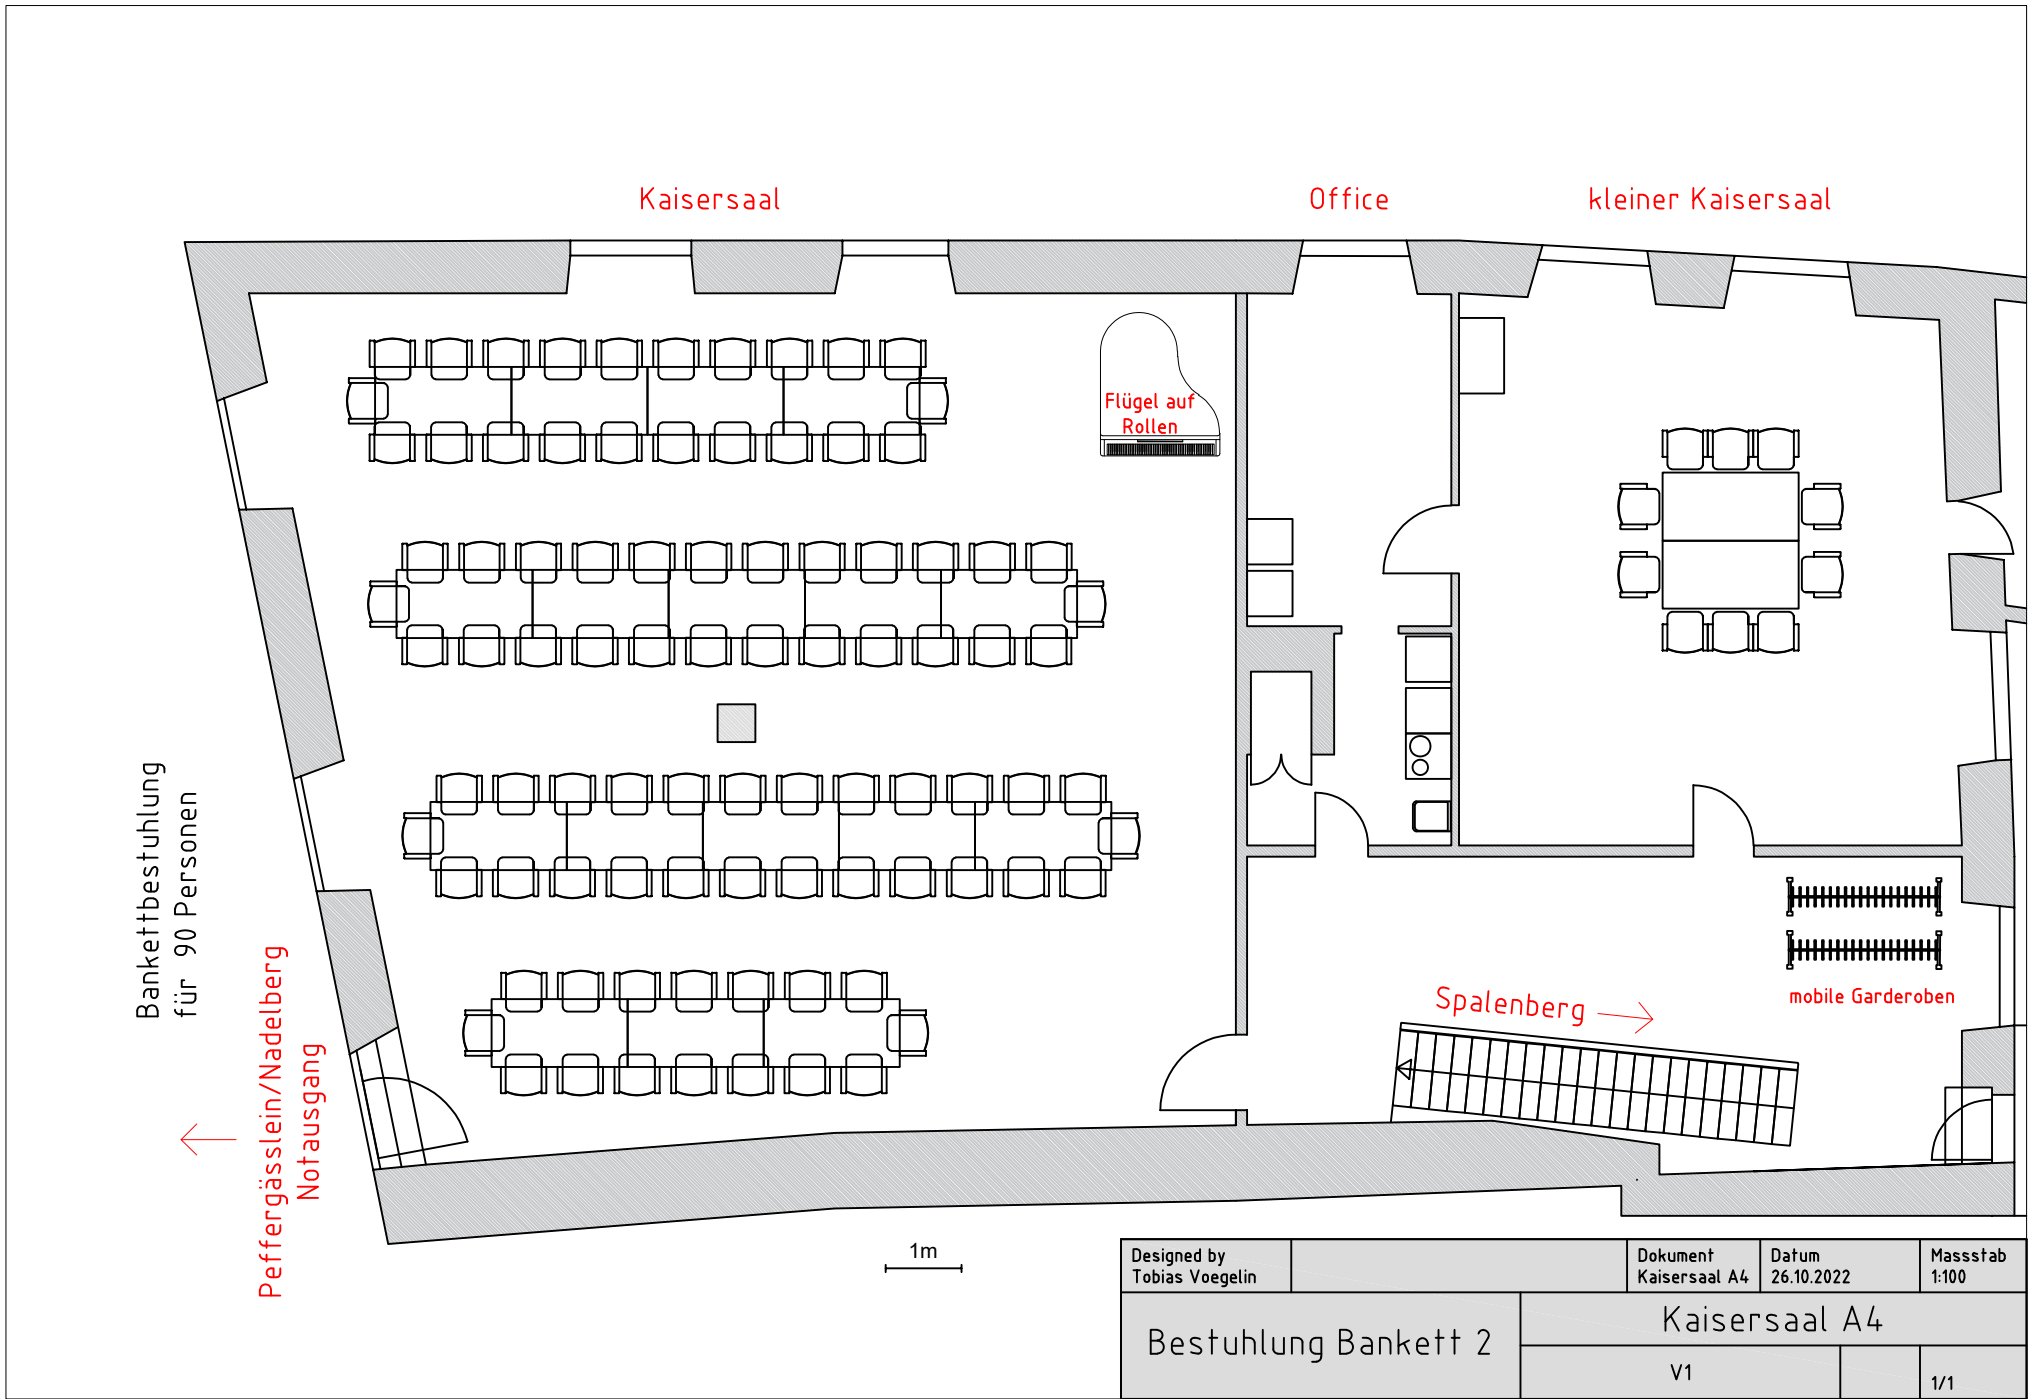 Kaisersaal
Office
kleiner Kaisersaal
Flügel auf
Rollen
Bankettbestuhlung
für 90 Personen
Peffergässlein/Nadelberg
Notausgang
Spalenberg
mobile Garderoben
1m
Designed by
Tobias Voegelin
Dokument
Kaisersaal A4
Datum
26.10.2022
Massstab
1:100
Bestuhlung Bankett 2
Kaisersaal A4
V1
1/1